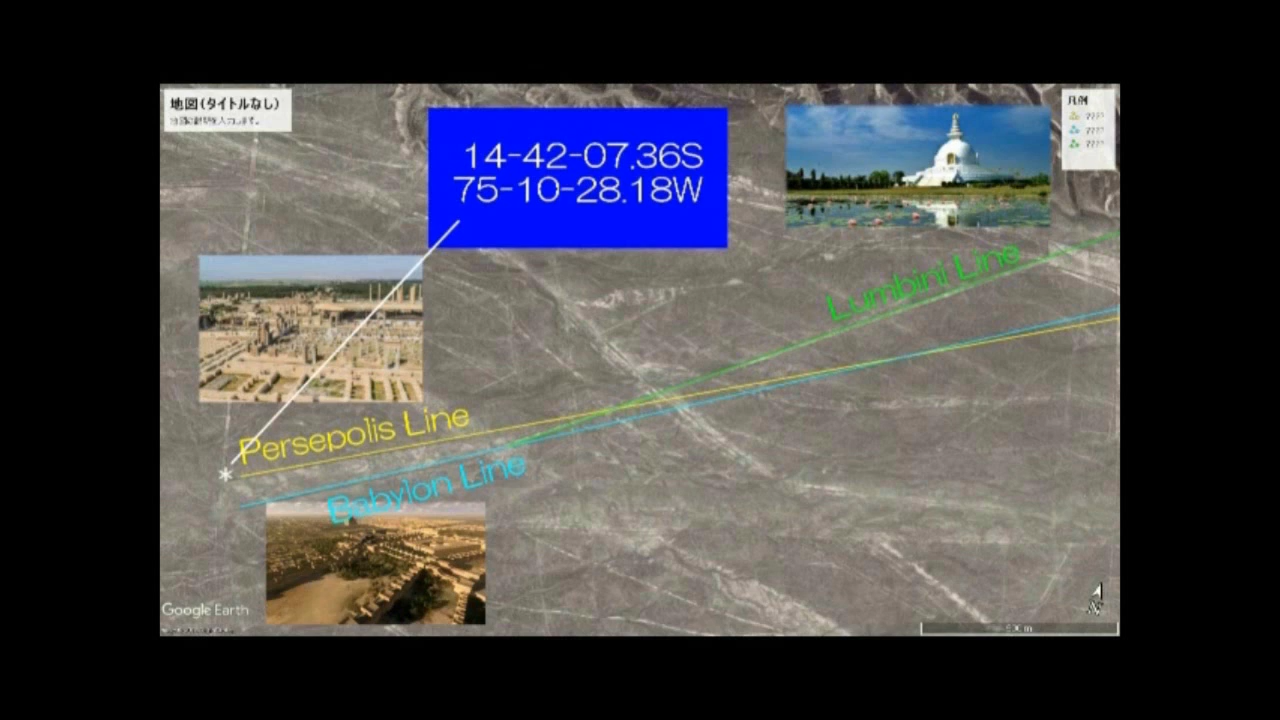 地図(タイトルなし)
凡例
????
????
????
14-42-07.36S
75-10-28.18W
Lumbini Line
Persepolis Line
Babylon Line
Google Earth
N